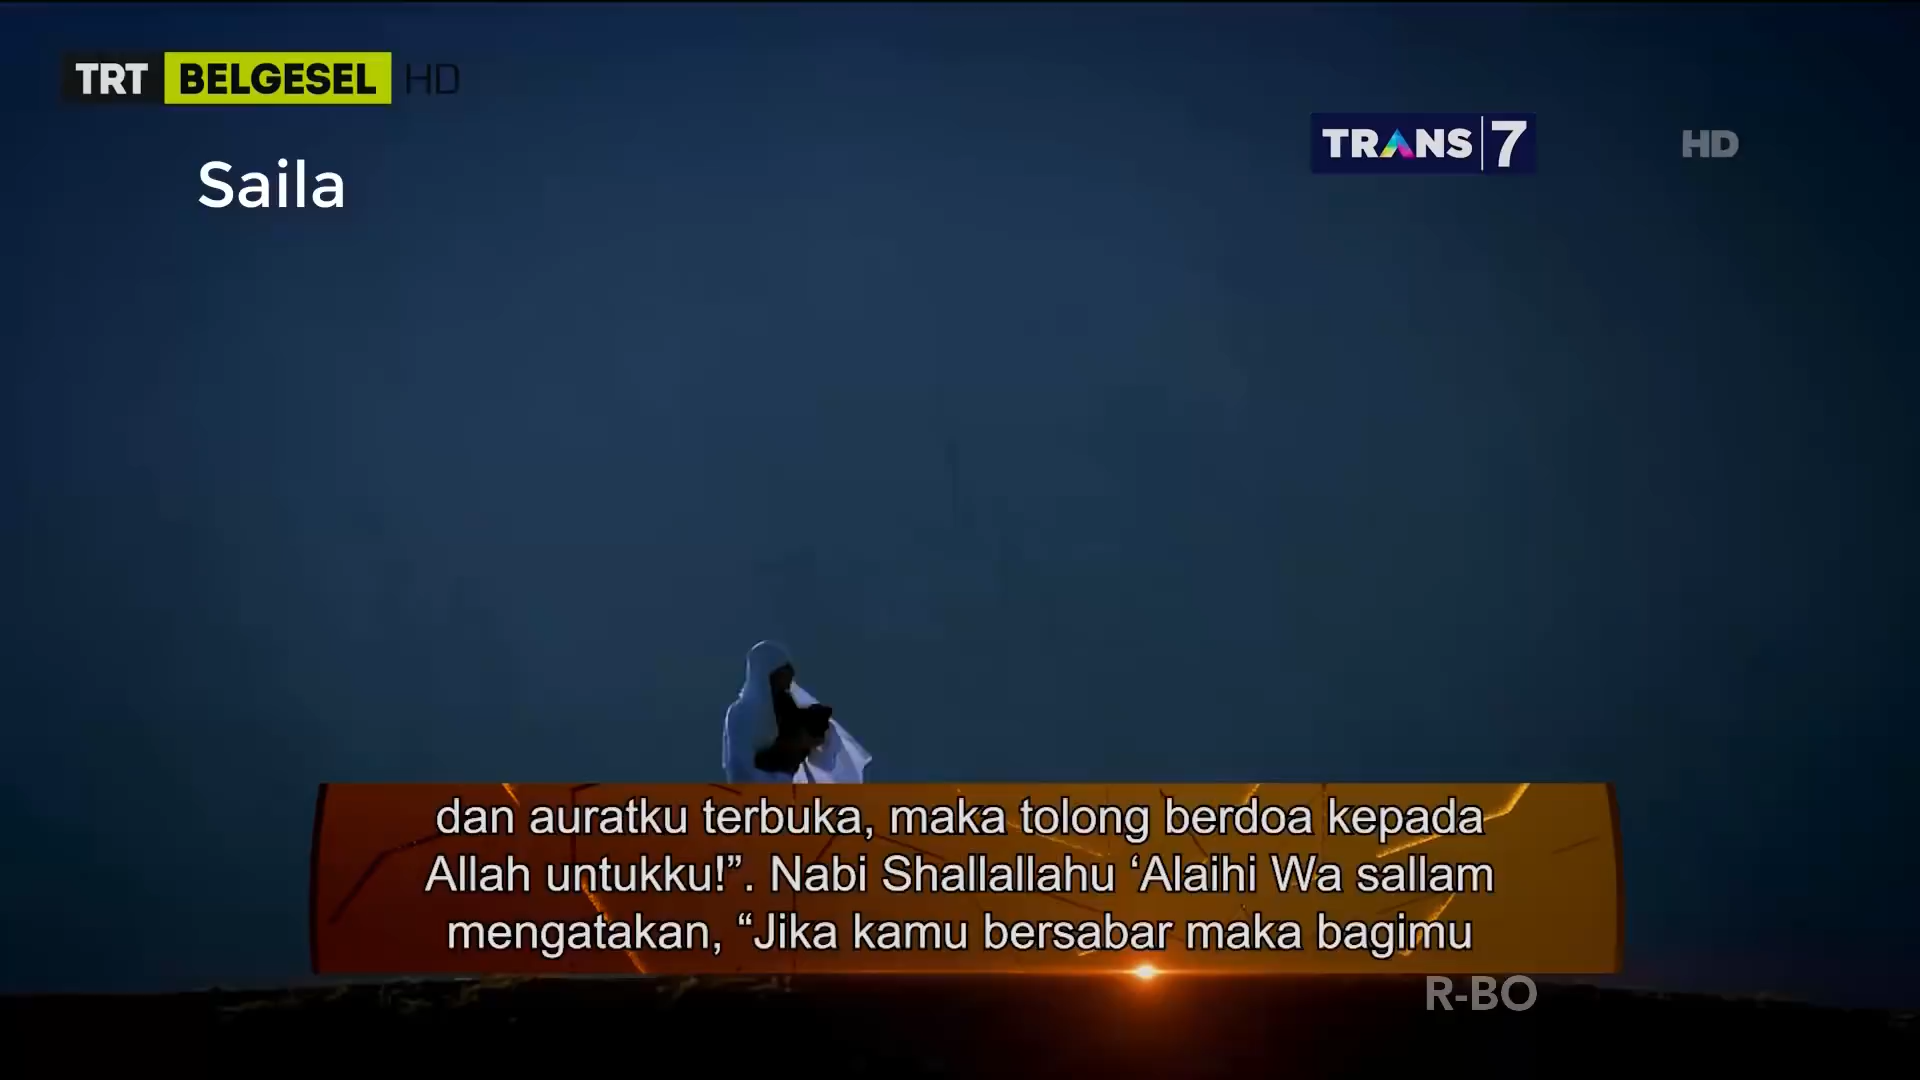 TRT BELGESEL HD
TRANS|7 HD
Saila
dan auratku terbuka, maka tolong berdoa kepada
Allah untukku!”. Nabi Shallallahu ‘Alaihi Wa sallam
mengatakan, “Jika kamu bersabar maka bagimu
R-BO